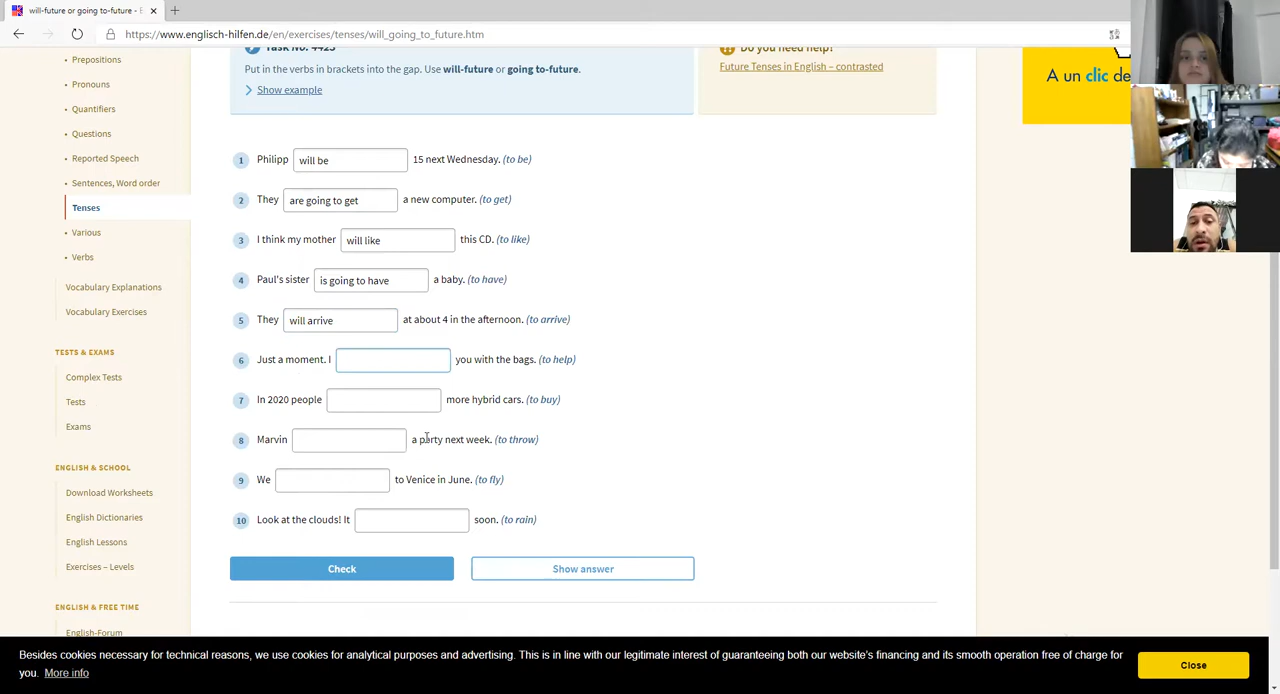 will-future or going to-future -
https://www.englisch-hilfen.de/en/exercises/tenses/will_going_to_future.htm
Prepositions
Pronouns
Quantifiers
Questions
Reported Speech
Sentences, Word order
Tenses
Various
Verbs
Vocabulary Explanations
Vocabulary Exercises
TESTS & EXAMS
Complex Tests
Tests
Exams
ENGLISH & SCHOOL
Download Worksheets
English Dictionaries
English Lessons
Exercises – Levels
ENGLISH & FREE TIME
English-Forum
Task No. 4423
Put in the verbs in brackets into the gap. Use will-future or going to-future.
Show example
Do you need help?
Future Tenses in English – contrasted
A un clic de
1 Philipp will be 15 next Wednesday. (to be)
2 They are going to get a new computer. (to get)
3 I think my mother will like this CD. (to like)
4 Paul's sister is going to have a baby. (to have)
5 They will arrive at about 4 in the afternoon. (to arrive)
6 Just a moment. I you with the bags. (to help)
7 In 2020 people more hybrid cars. (to buy)
8 Marvin a party next week. (to throw)
9 We to Venice in June. (to fly)
10 Look at the clouds! It soon. (to rain)
Check Show answer
Besides cookies necessary for technical reasons, we use cookies for analytical purposes and advertising. This is in line with our legitimate interest of guaranteeing both our website's financing and its smooth operation free of charge for
you. More info
Close